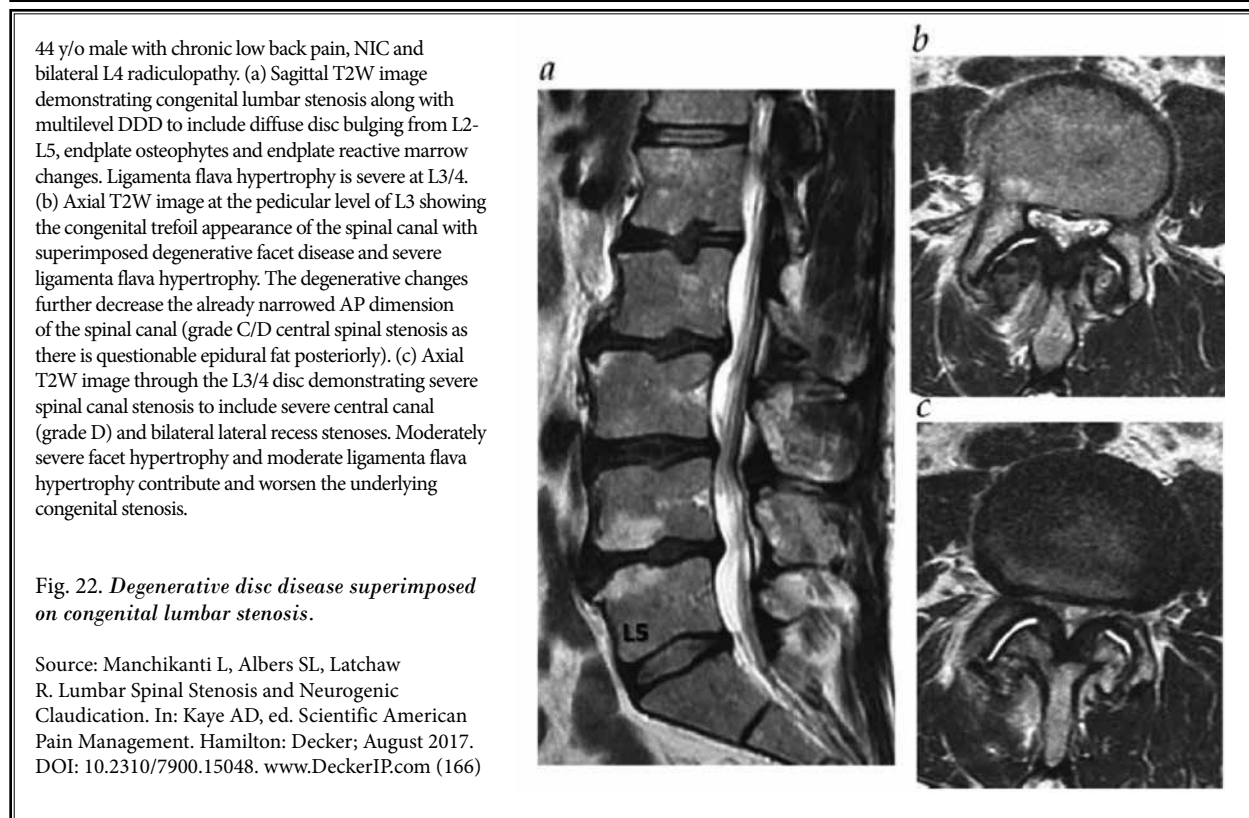 44 y/o male with chronic low back pain, NIC and
bilateral L4 radiculopathy. (a) Sagittal T2W image
demonstrating congenital lumbar stenosis along with
multilevel DDD to include diffuse disc bulging from L2-
L5, endplate osteophytes and endplate reactive marrow
changes. Ligamenta flava hypertrophy is severe at L3/4.
(b) Axial T2W image at the pedicular level of L3 showing
the congenital trefoil appearance of the spinal canal with
superimposed degenerative facet disease and severe
ligamenta flava hypertrophy. The degenerative changes
further decrease the already narrowed AP dimension
of the spinal canal (grade C/D central spinal stenosis as
there is questionable epidural fat posteriorly). (c) Axial
T2W image through the L3/4 disc demonstrating severe
spinal canal stenosis to include severe central canal
(grade D) and bilateral lateral recess stenoses. Moderately
severe facet hypertrophy and moderate ligamenta flava
hypertrophy contribute and worsen the underlying
congenital stenosis.
Fig. 22. Degenerative disc disease superimposed
on congenital lumbar stenosis.
Source: Manchikanti L, Albers SL, Latchaw
R. Lumbar Spinal Stenosis and Neurogenic
Claudication. In: Kaye AD, ed. Scientific American
Pain Management. Hamilton: Decker; August 2017.
DOI: 10.2310/7900.15048. www.DeckerIP.com (166)
a
L5
b
c